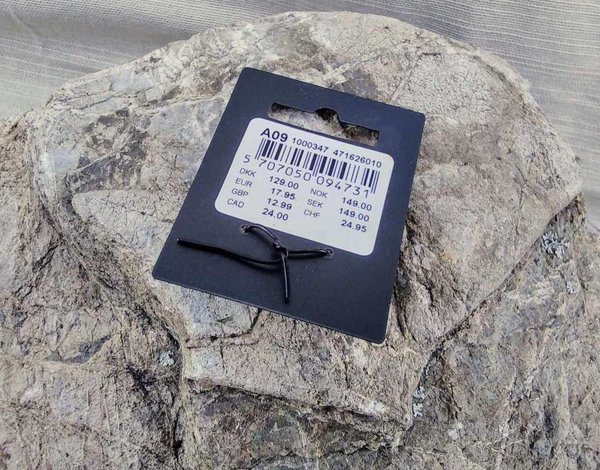 A09 1000347 471626010
5 707050 094731
DKK 129.00 NOK 149.00
EUR 17.95 SEK 149.00
GBP 12.99 CHF 24.95
CAD 24.00